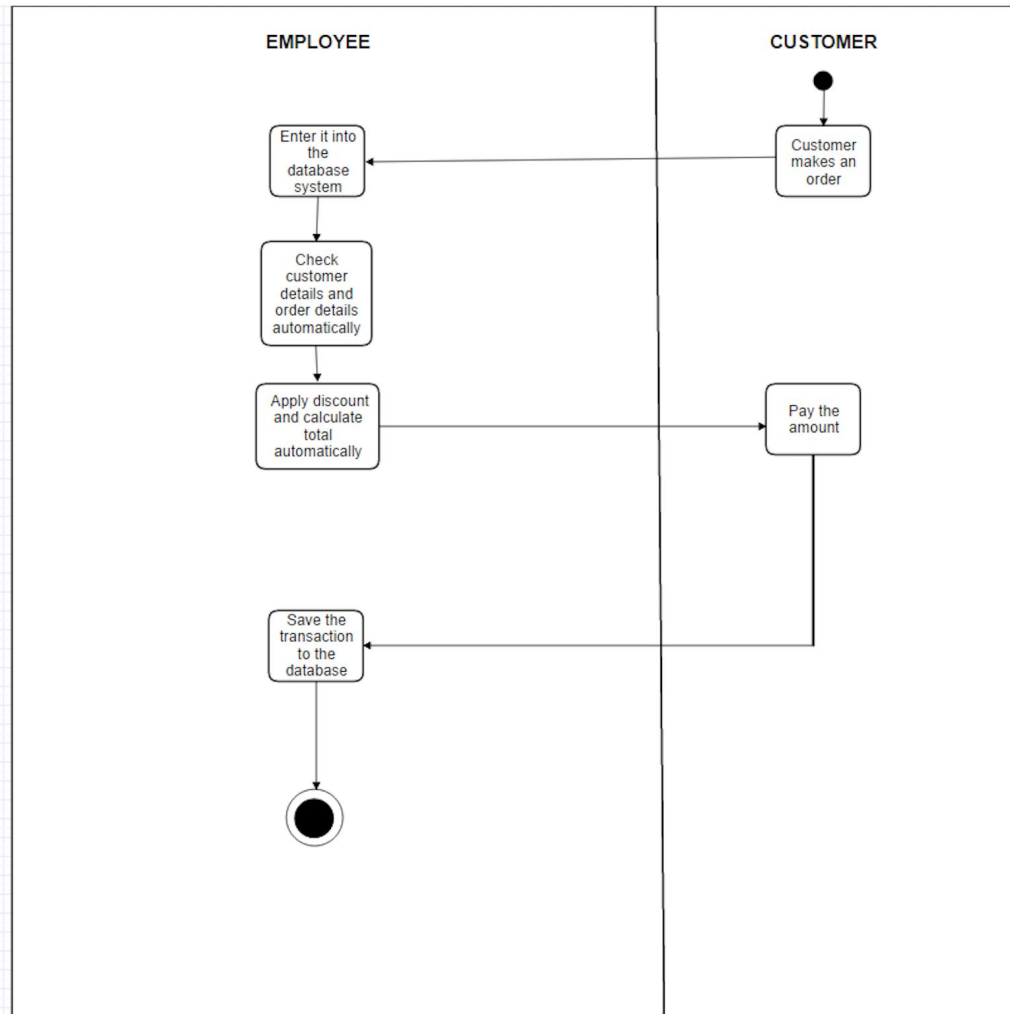 EMPLOYEE
CUSTOMER
Enter it into
the
database
system
Customer
makes an
order
Check
customer
details and
order details
automatically
Apply discount
and calculate
total
automatically
Pay the
amount
Save the
transaction
to the
database